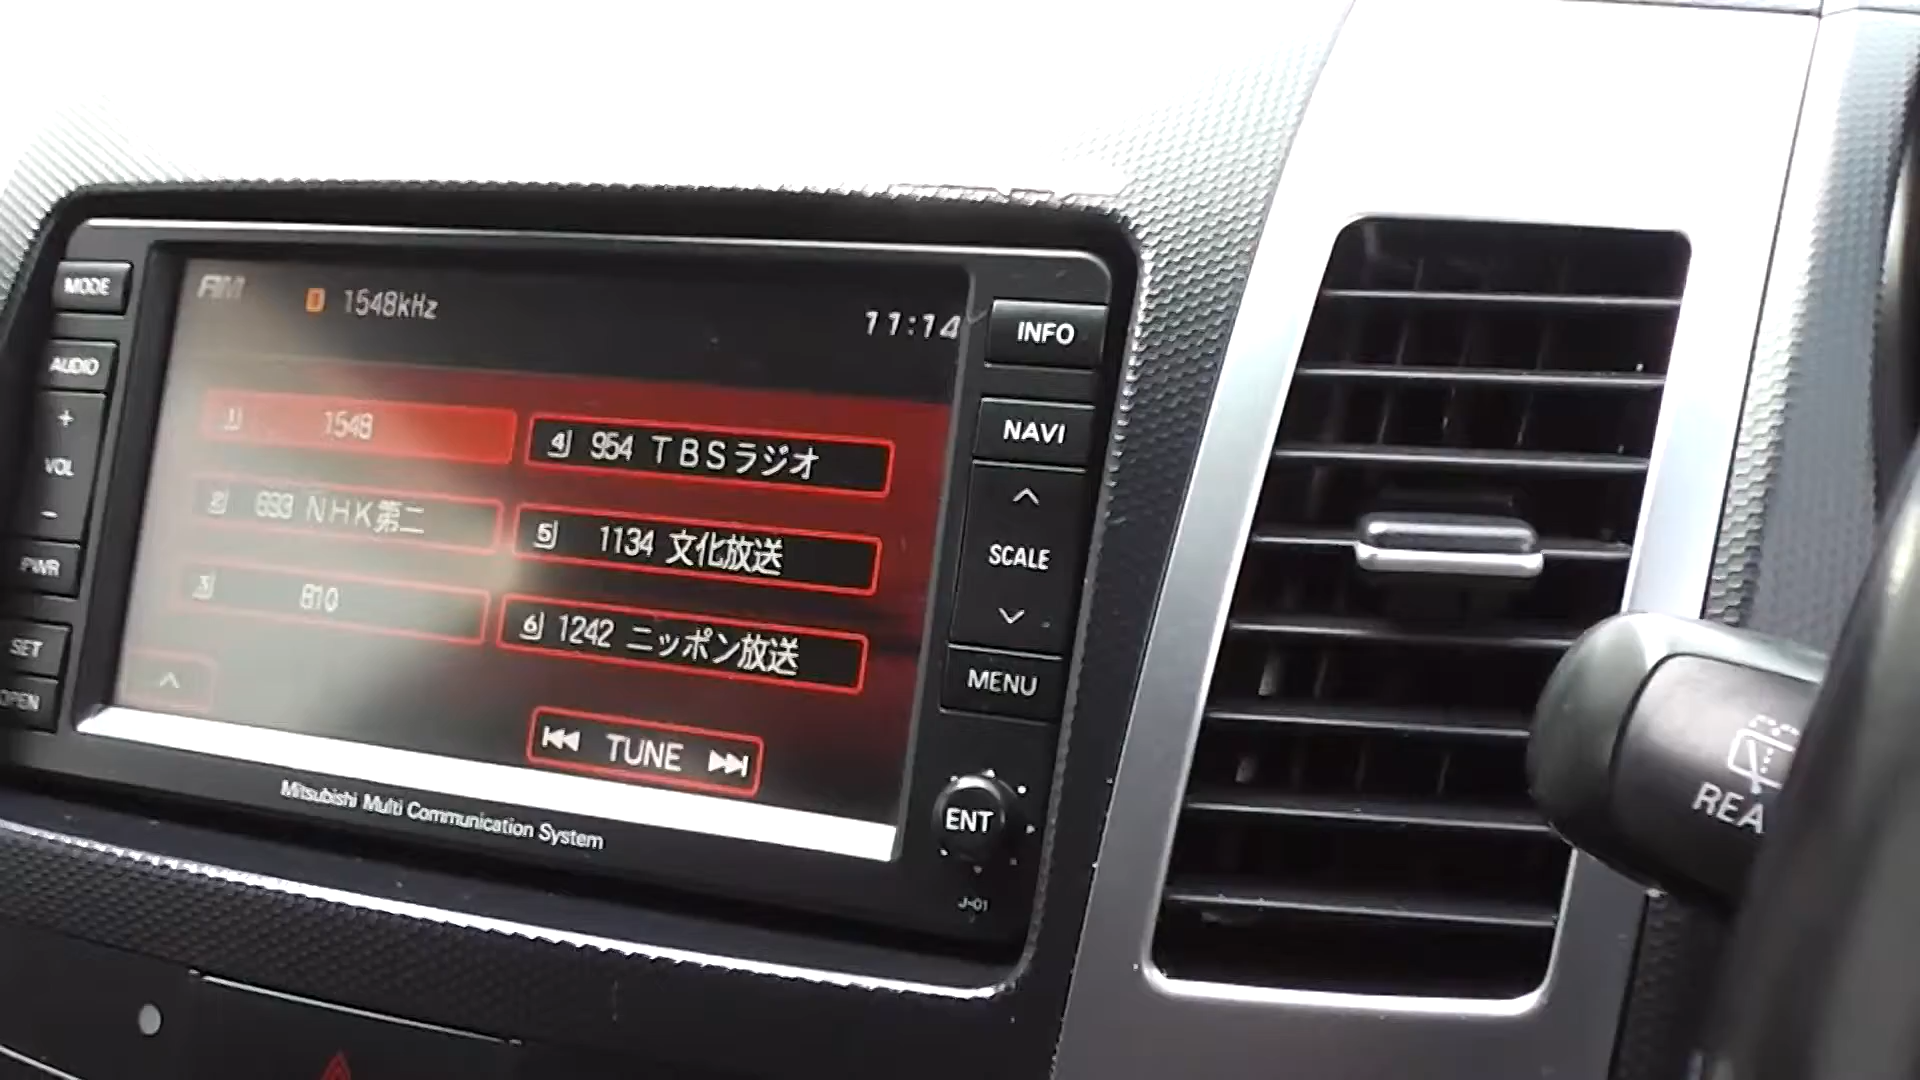 AM
D 1548kHz
11:14
MODE
AUDIO
+
VOL
-
PWR
SET
OPEN
1 1548
2 693 NHK第二
3 810
4 954 TBSラジオ
5 1134 文化放送
6 1242 ニッポン放送
TUNE
INFO
NAVI
SCALE
MENU
ENT
J-01
Mitsubishi Multi Communication System
REA